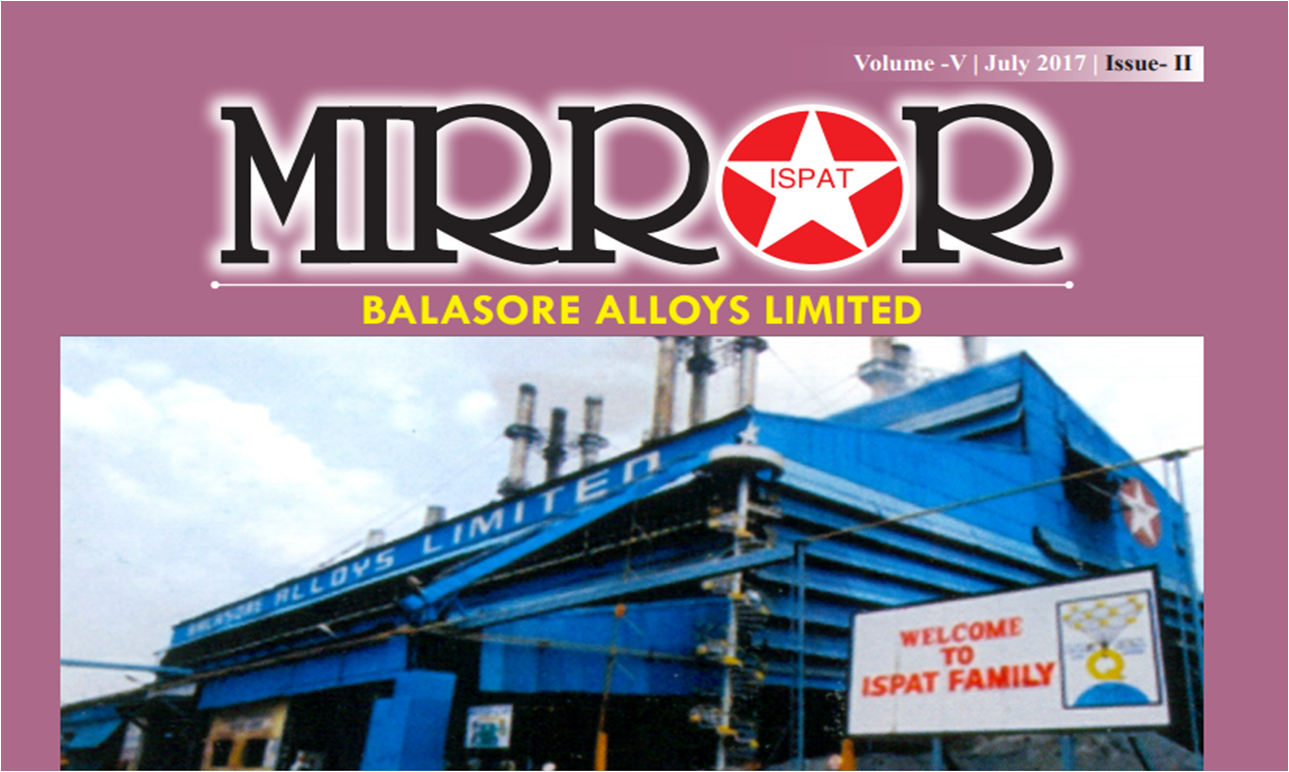 Volume -V | July 2017 | Issue- II
MIRROR
ISPAT
BALASORE ALLOYS LIMITED
BALASORE ALLOYS LIMITED
WELCOME
TO
ISPAT FAMILY